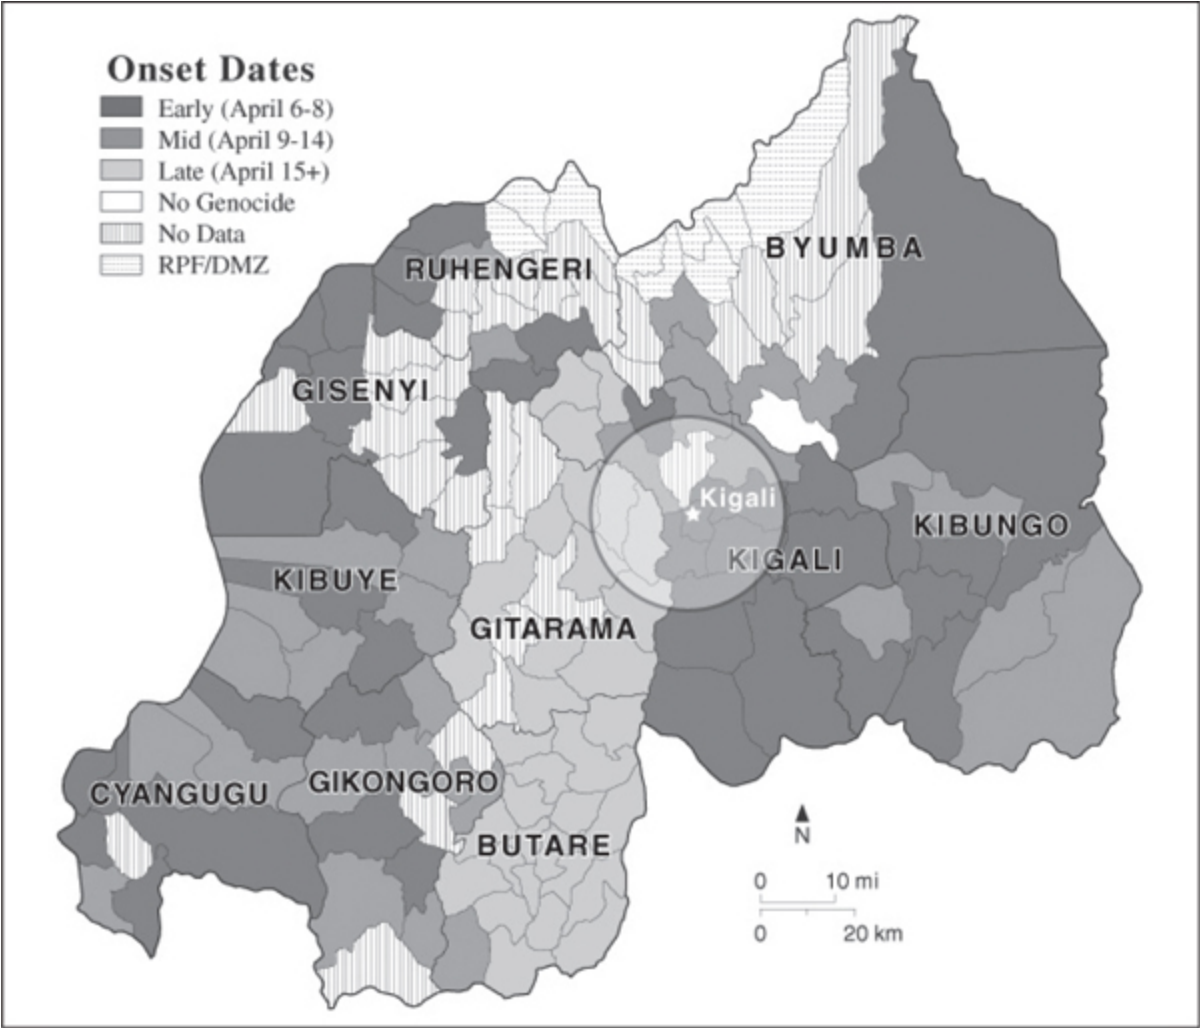 Onset Dates
Early (April 6-8)
Mid (April 9-14)
Late (April 15+)
No Genocide
No Data
RPF/DMZ
BYUMBA
RUHENGERI
GISENYI
Kigali
KIBUNGO
KIGALI
KIBUYE
GITARAMA
GIKONGORO
CYANGUGU
BUTARE
N
0 10 mi
0 20 km